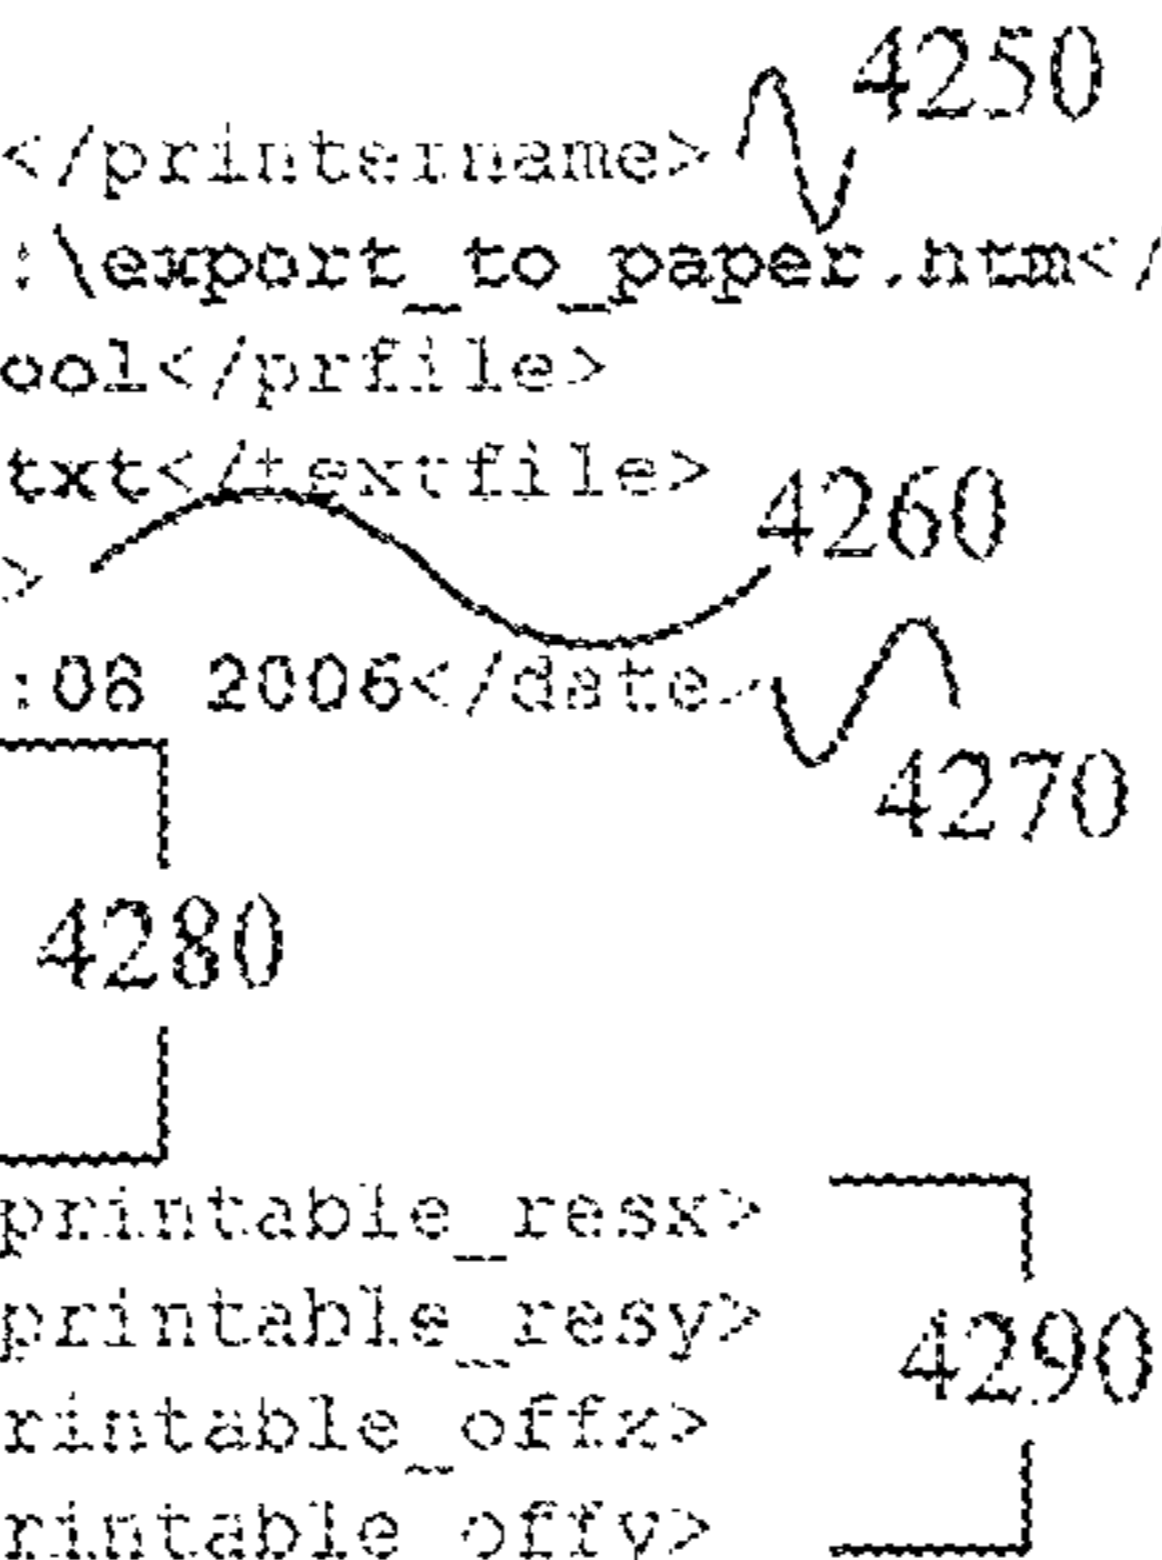 4250
</printername>
:\export_to_paper.htm</
ool</prfile>
txt</textfile>
4260
>
:08 2006</date>
4270
4280
printable_resx>
printable_resy>
4290
rintable_offx>
rintable_offy>